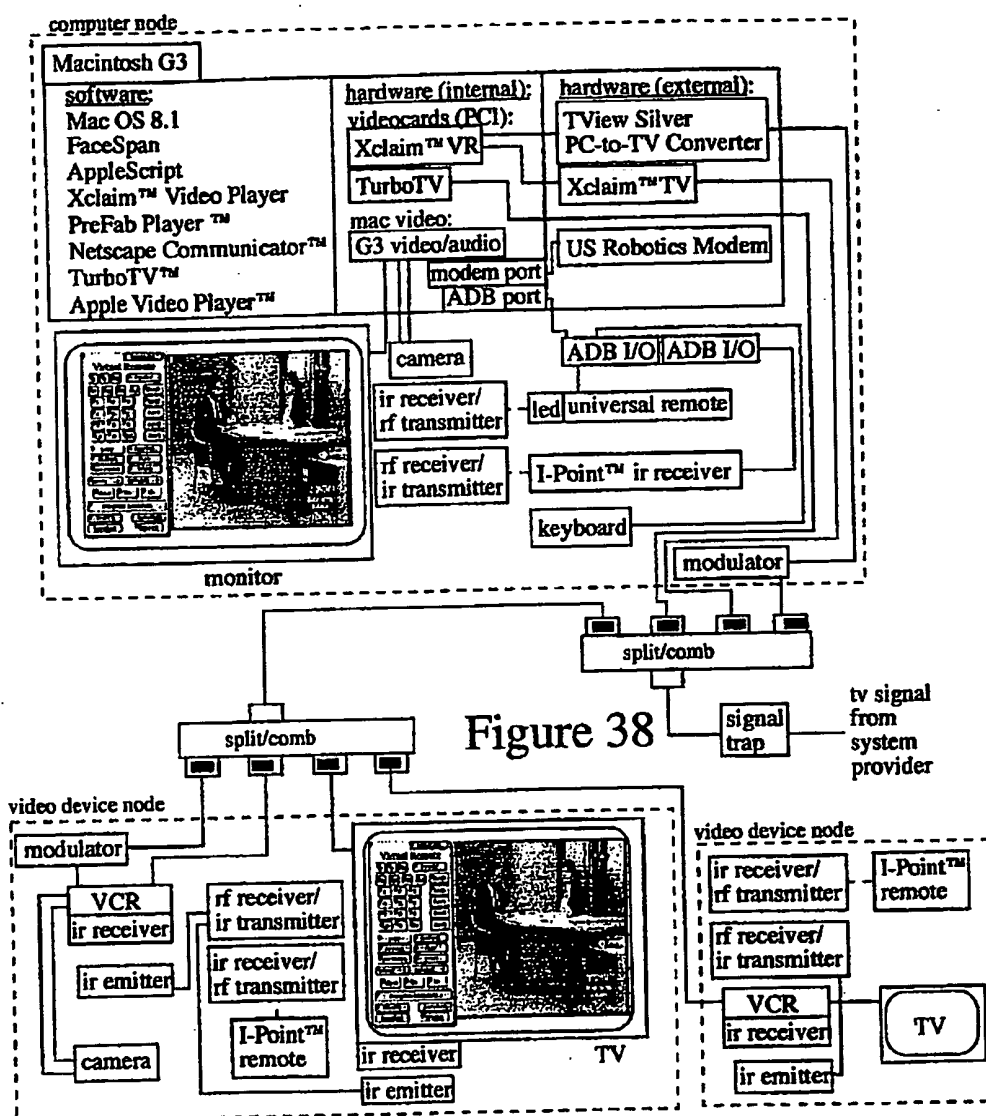 computer node
Macintosh G3
software:
Mac OS 8.1
FaceSpan
AppleScript
Xclaim™ Video Player
PreFab Player ™
Netscape Communicator™
TurboTV™
Apple Video Player™
hardware (internal):
videocards (PCI):
Xclaim™ VR
TurboTV
mac video:
G3 video/audio
modem port
ADB port
hardware (external):
TView Silver
PC-to-TV Converter
Xclaim™TV
US Robotics Modem
camera
ADB I/O
ADB I/O
ir receiver/
rf transmitter
led
universal remote
rf receiver/
ir transmitter
I-Point™ ir receiver
keyboard
Virtual Remote
monitor
modulator
split/comb
split/comb
Figure 38
signal
trap
tv signal
from
system
provider
video device node
modulator
VCR
ir receiver
ir emitter
camera
rf receiver/
ir transmitter
ir receiver/
rf transmitter
I-Point™
remote
Virtual Remote
ir receiver
TV
ir emitter
video device node
ir receiver/
rf transmitter
I-Point™
remote
rf receiver/
ir transmitter
VCR
ir receiver
TV
ir emitter